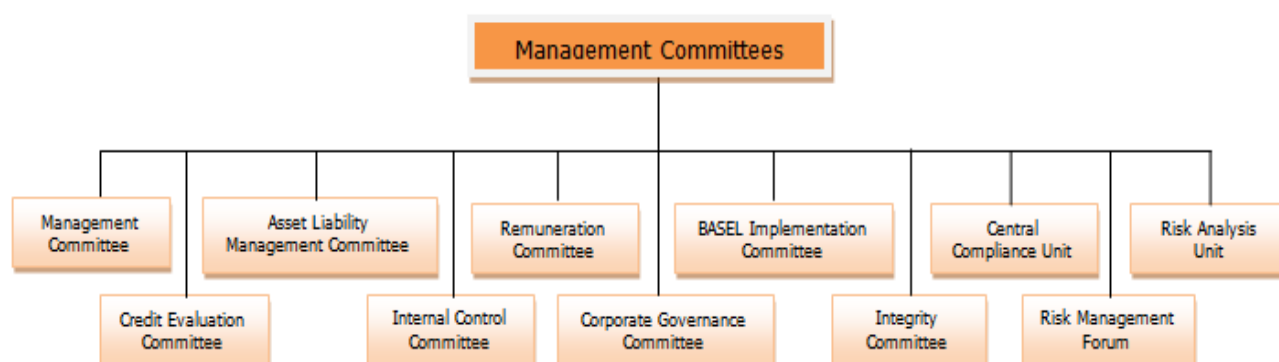 Management Committees
Management
Committee
Asset Liability
Management Committee
Remuneration
Committee
BASEL Implementation
Committee
Central
Compliance Unit
Risk Analysis
Unit
Credit Evaluation
Committee
Internal Control
Committee
Corporate Governance
Committee
Integrity
Committee
Risk Management
Forum